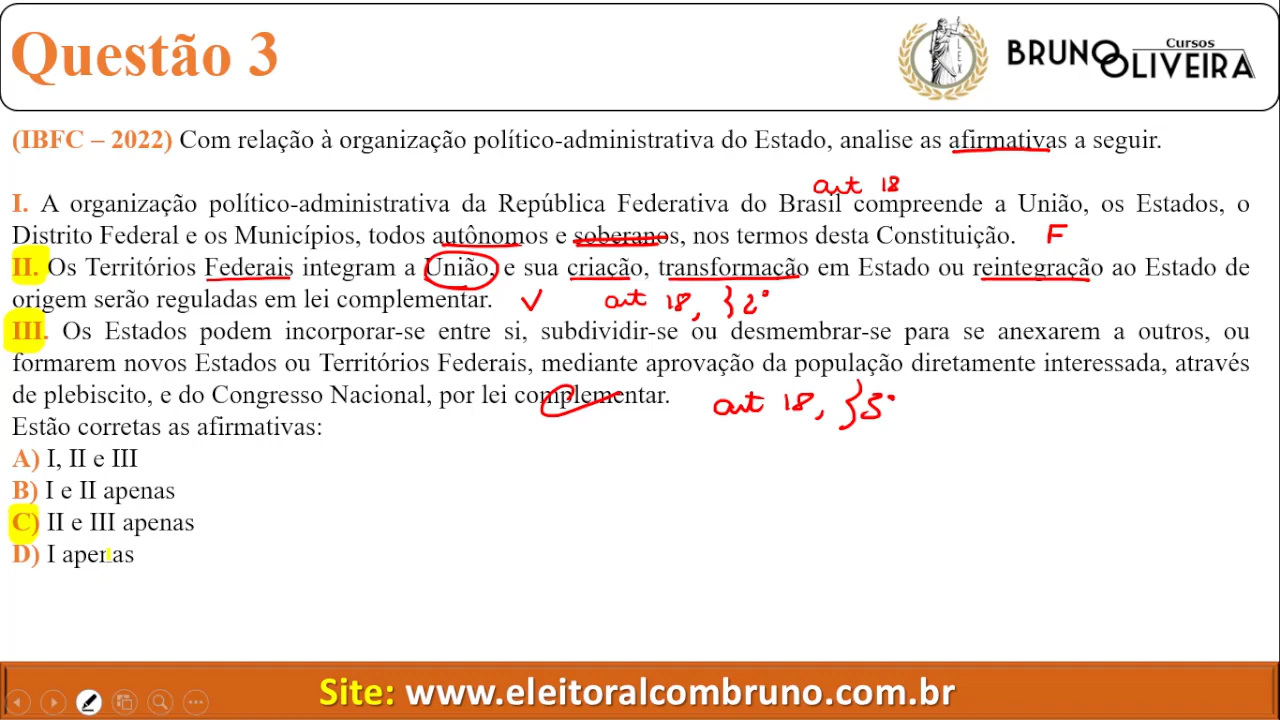 Questão 3
Cursos
BRUNO OLIVEIRA
LEX
(IBFC – 2022) Com relação à organização político-administrativa do Estado, analise as afirmativas a seguir.
art 18
I. A organização político-administrativa da República Federativa do Brasil compreende a União, os Estados, o
Distrito Federal e os Municípios, todos autônomos e soberanos, nos termos desta Constituição. F
II. Os Territórios Federais integram a União, e sua criação, transformação em Estado ou reintegração ao Estado de
origem serão reguladas em lei complementar. V art 18, }2°
III. Os Estados podem incorporar-se entre si, subdividir-se ou desmembrar-se para se anexarem a outros, ou
formarem novos Estados ou Territórios Federais, mediante aprovação da população diretamente interessada, através
de plebiscito, e do Congresso Nacional, por lei complementar. art 18, }3°
Estão corretas as afirmativas:
A) I, II e III
B) I e II apenas
C) II e III apenas
D) I apenas
Site: www.eleitoralcombruno.com.br